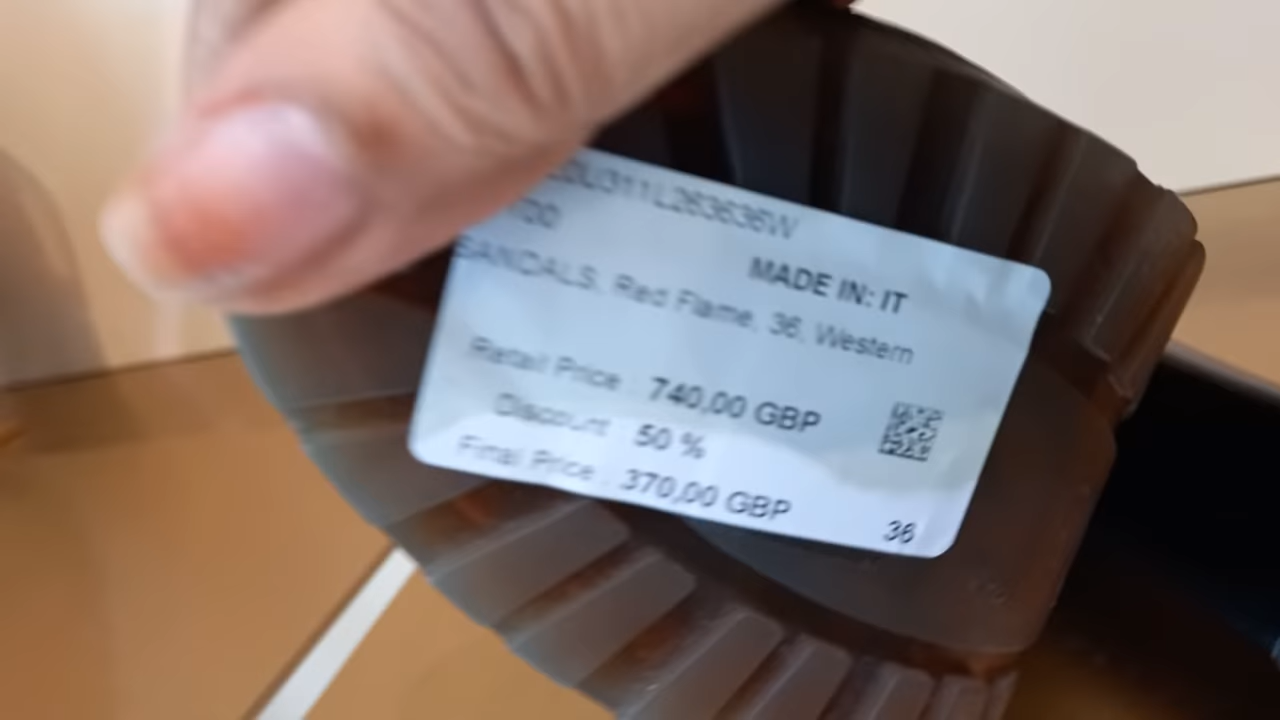 MADE IN: IT
SANDALS, Red Flame, 36, Western
Retail Price : 740,00 GBP
Discount 50 %
Final Price : 370,00 GBP
36